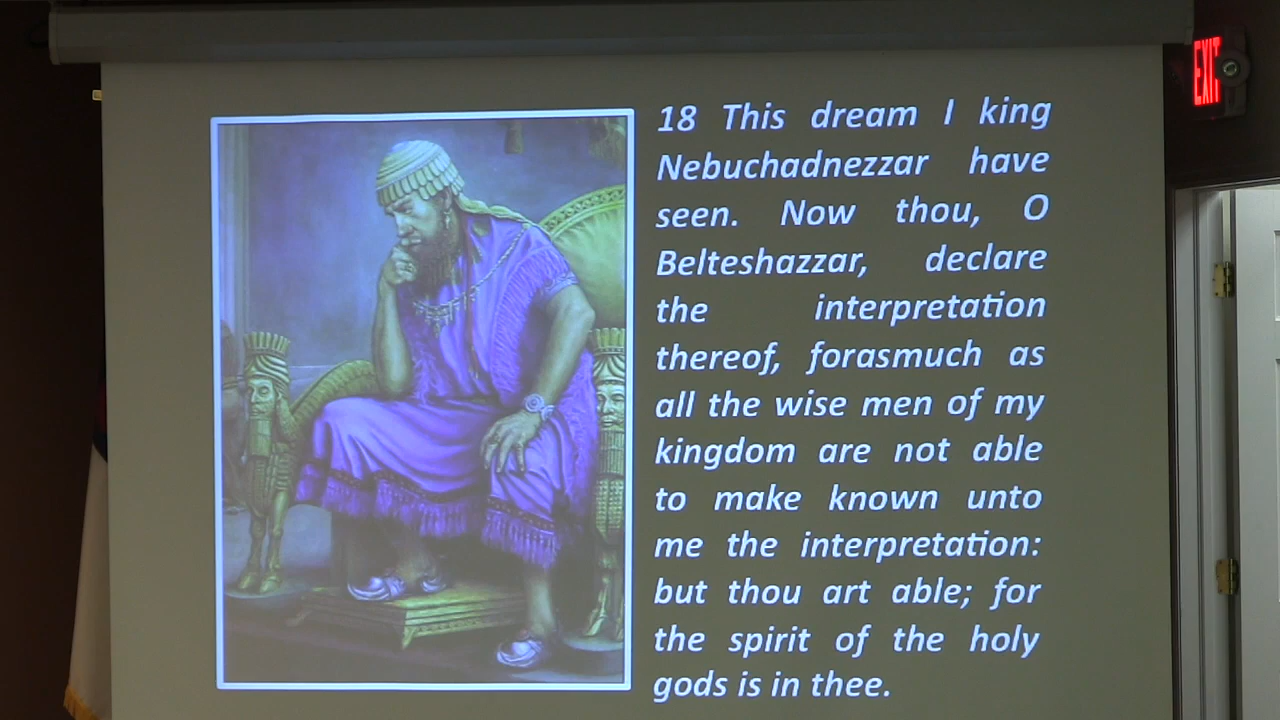 18 This dream I king
Nebuchadnezzar have
seen. Now thou, O
Belteshazzar, declare
the interpretation
thereof, forasmuch as
all the wise men of my
kingdom are not able
to make known unto
me the interpretation:
but thou art able; for
the spirit of the holy
gods is in thee.
EXIT